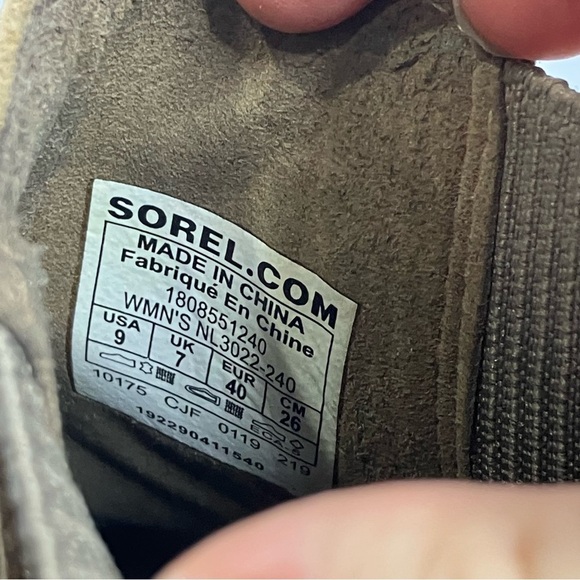 SOREL.COM
MADE IN CHINA
Fabriqué En Chine
1808551240
WMN'S NL3022-240
USA UK EUR CM
9 7 40 26
10175 CJF 0119 219
192290411540